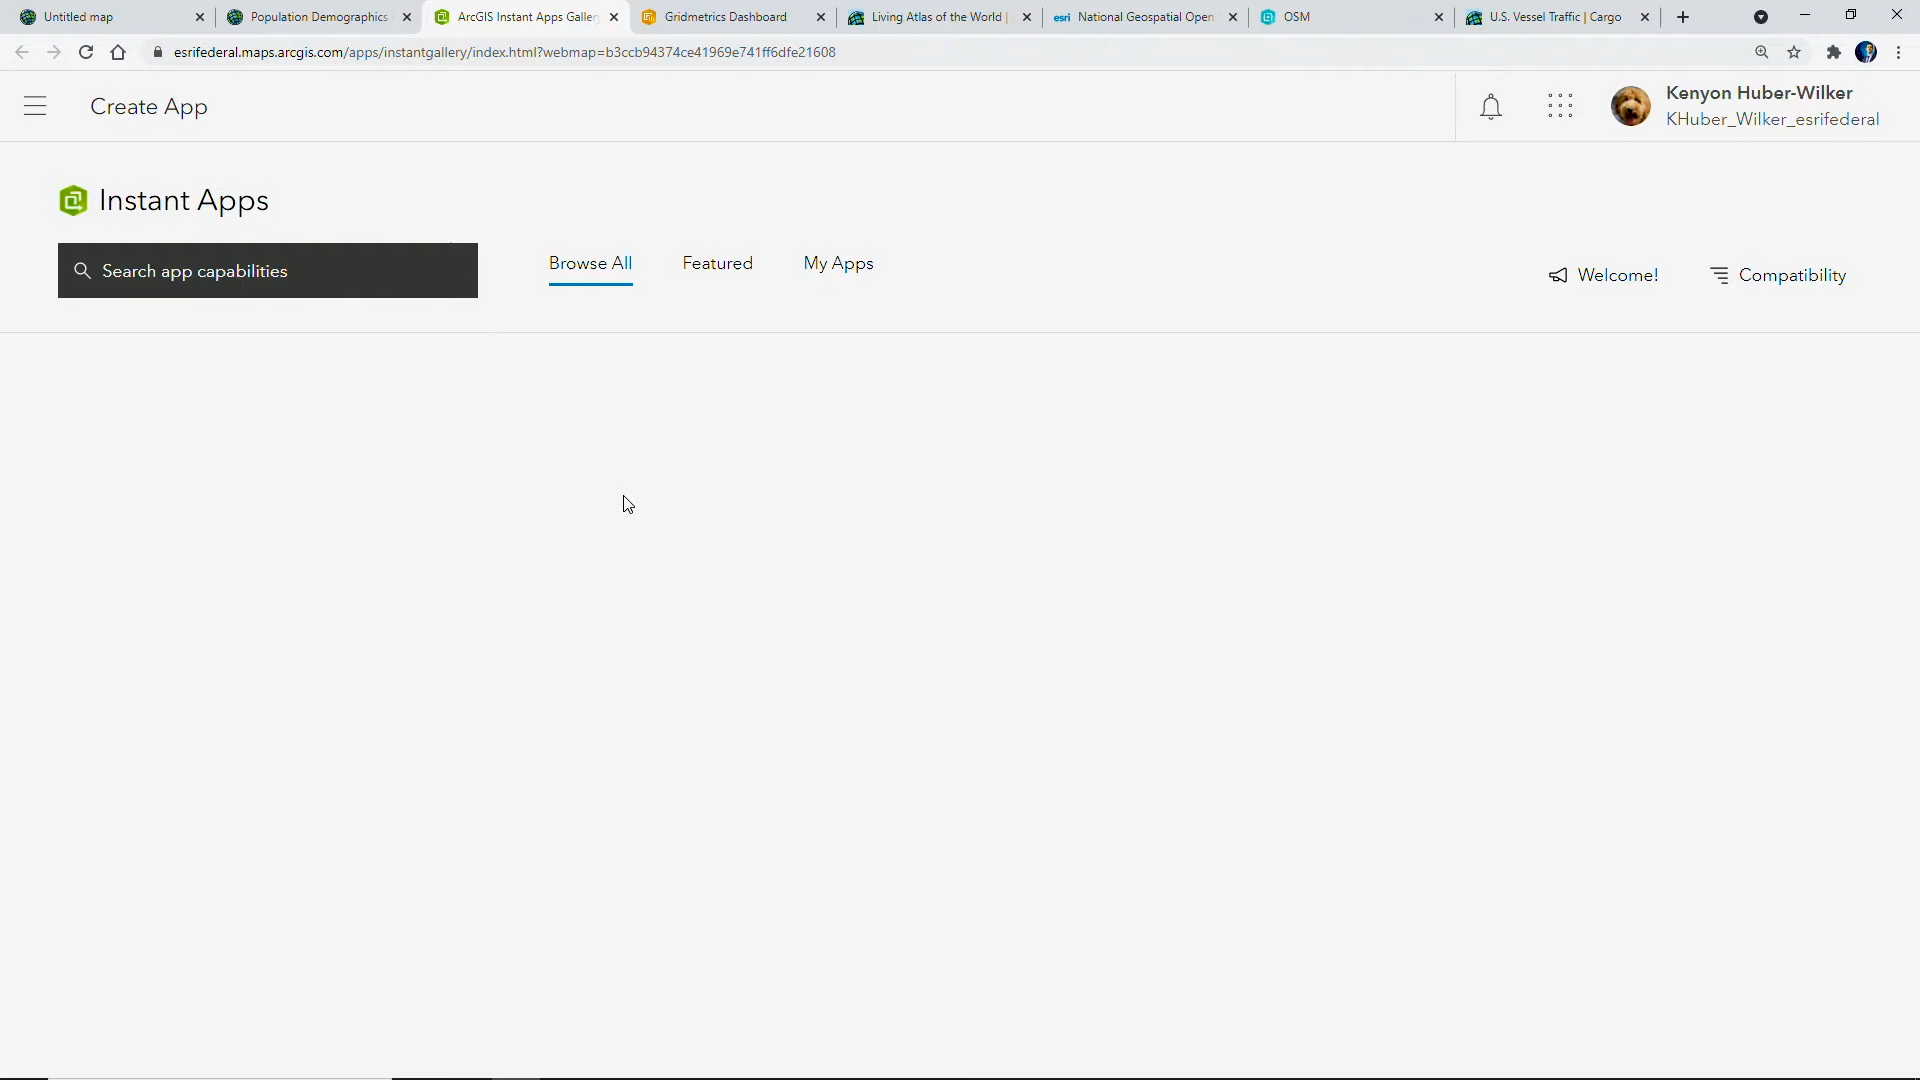 Untitled map
Population Demographics
ArcGIS Instant Apps Galler
Gridmetrics Dashboard
Living Atlas of the World |
esri National Geospatial Open
OSM
U.S. Vessel Traffic | Cargo
esrifederal.maps.arcgis.com/apps/instantgallery/index.html?webmap=b3ccb94374ce41969e741ff6dfe21608
Create App
Kenyon Huber-Wilker
KHuber_Wilker_esrifederal
Instant Apps
Search app capabilities
Browse All
Featured
My Apps
Welcome!
Compatibility